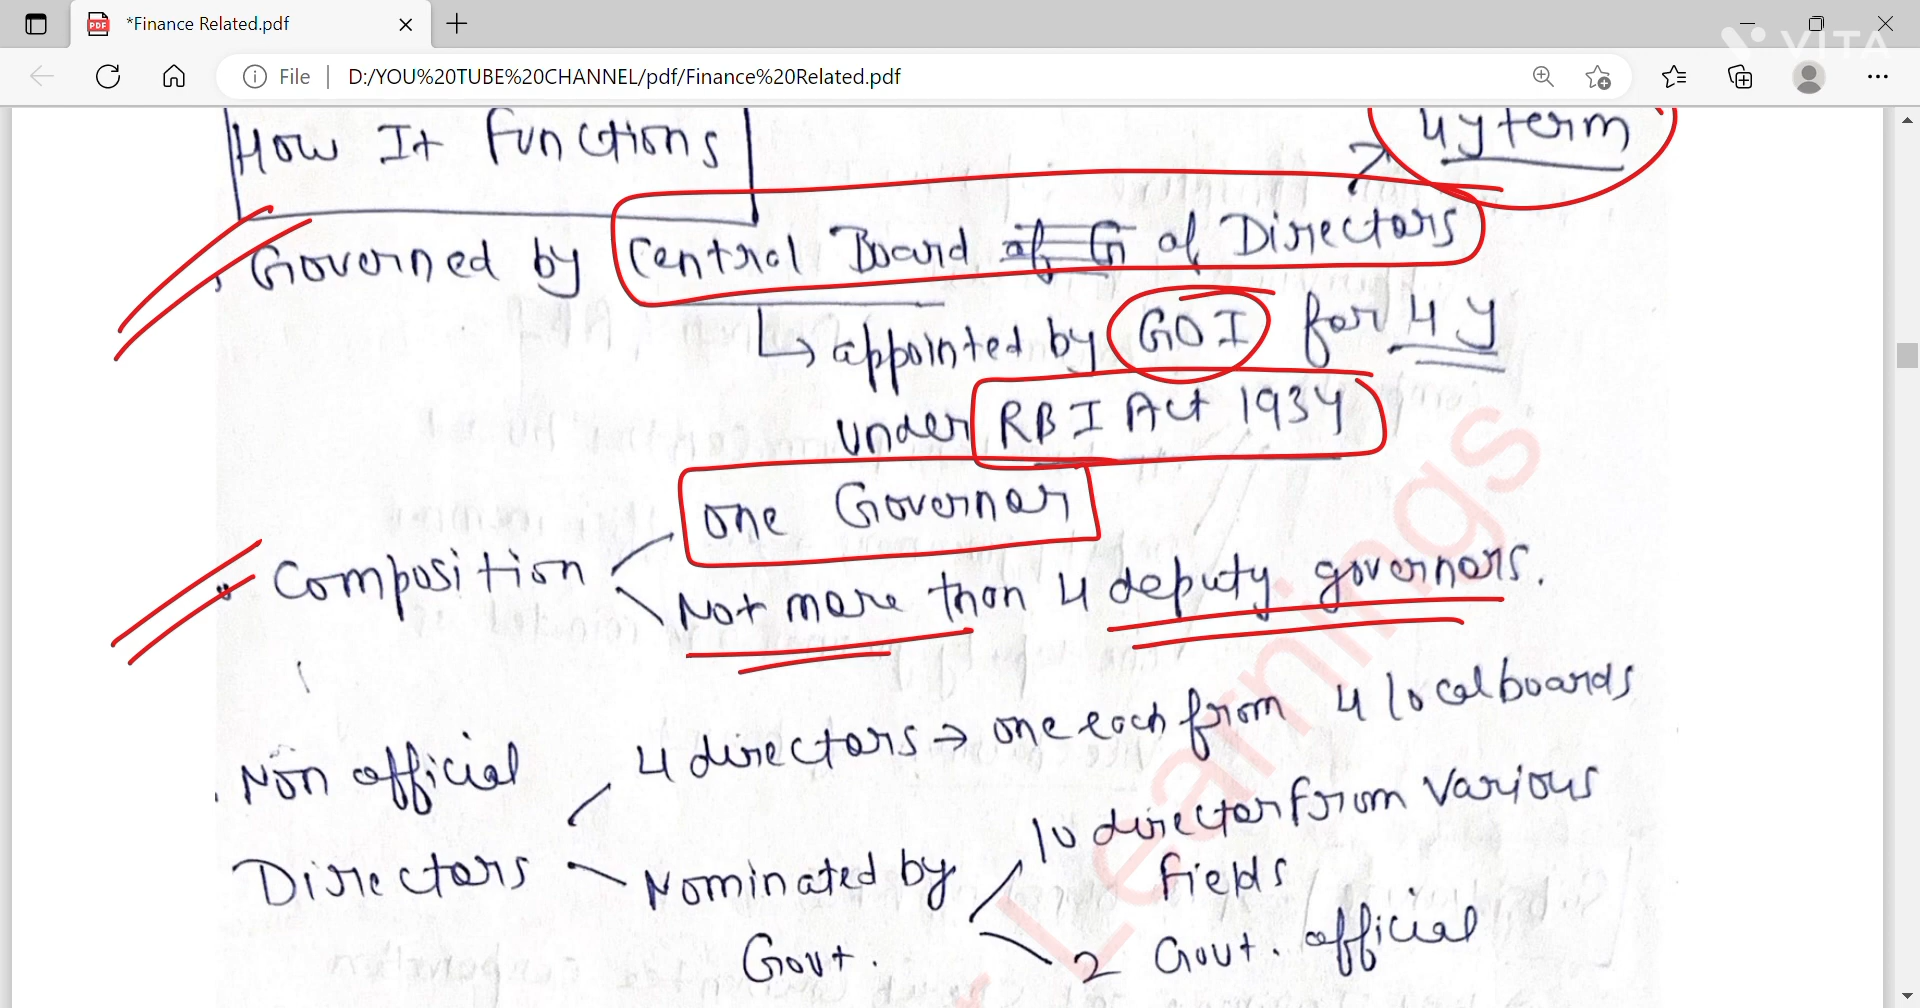 *Finance Related.pdf
VITA
File | D:/YOU%20TUBE%20CHANNEL/pdf/Finance%20Related.pdf
How It Functions
4y term
Governed by Central Board of G of Directors
↳ appointed by GOI for 4 y
under RBI Act 1934
one Governor
Composition
Not more than 4 deputy governors.
Non official Directors
4 directors → one each from 4 local boards
Nominated by Govt.
10 director from various fields
2 Govt. official
Learnings